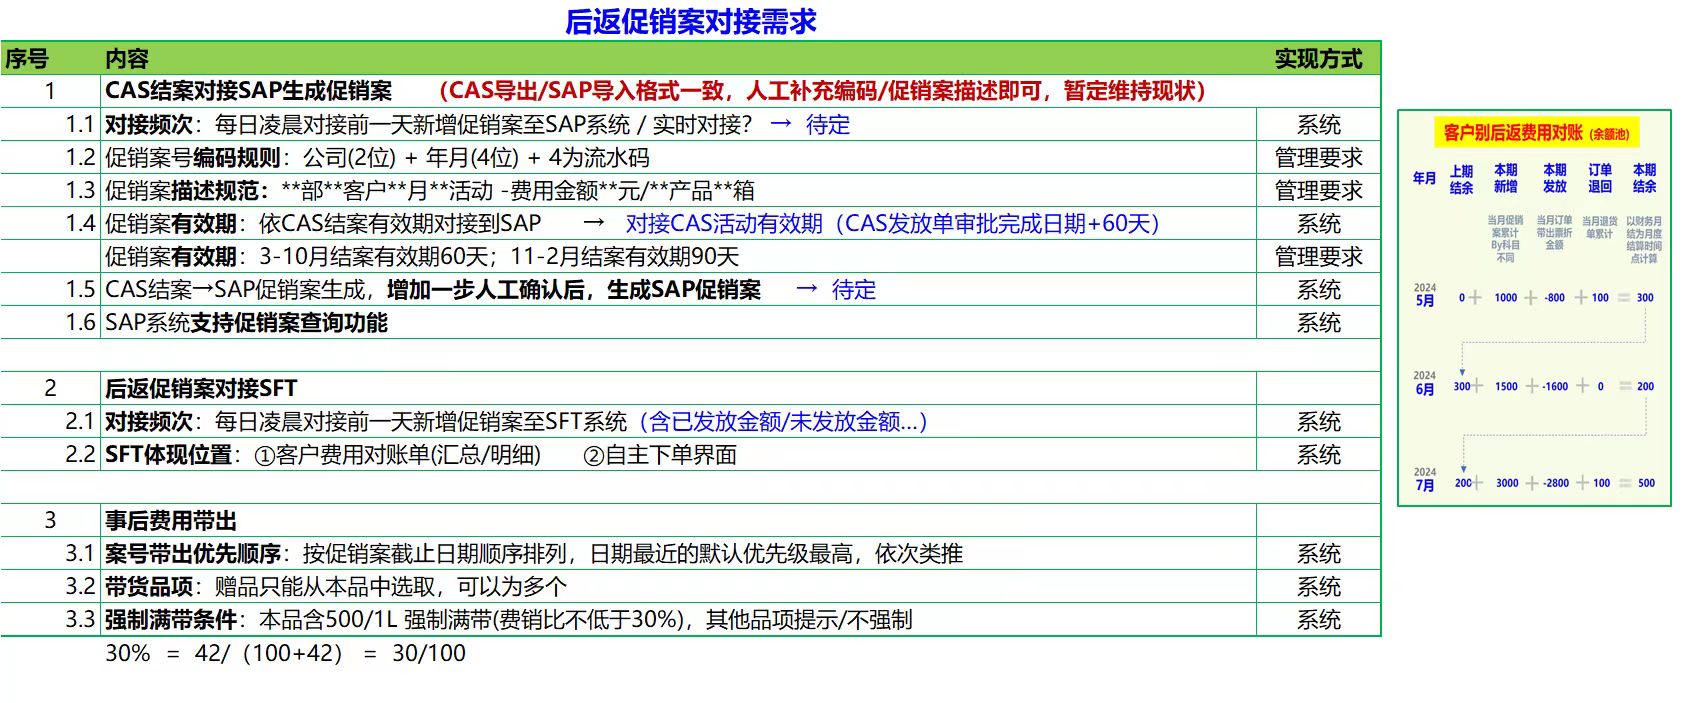 后返促销案对接需求
序号 内容 实现方式
1 CAS结案对接SAP生成促销案 （CAS导出/SAP导入格式一致，人工补充编码/促销案描述即可，暂定维持现状）
1.1 对接频次：每日凌晨对接前一天新增促销案至SAP系统 / 实时对接？ → 待定 系统
1.2 促销案号编码规则：公司(2位) + 年月(4位) + 4为流水码 管理要求
1.3 促销案描述规范：**部**客户**月**活动 -费用金额**元/**产品**箱 管理要求
1.4 促销案有效期：依CAS结案有效期对接到SAP → 对接CAS活动有效期（CAS发放单审批完成日期+60天） 系统
促销案有效期：3-10月结案有效期60天；11-2月结案有效期90天 管理要求
1.5 CAS结案→SAP促销案生成，增加一步人工确认后，生成SAP促销案 → 待定 系统
1.6 SAP系统支持促销案查询功能 系统
2 后返促销案对接SFT
2.1 对接频次：每日凌晨对接前一天新增促销案至SFT系统（含已发放金额/未发放金额...） 系统
2.2 SFT体现位置：①客户费用对账单(汇总/明细) ②自主下单界面 系统
3 事后费用带出
3.1 案号带出优先顺序：按促销案截止日期顺序排列，日期最近的默认优先级最高，依次类推 系统
3.2 带货品项：赠品只能从本品中选取，可以为多个 系统
3.3 强制满带条件：本品含500/1L 强制满带(费销比不低于30%)，其他品项提示/不强制 系统
30% = 42/（100+42） = 30/100
客户别后返费用对账 (余额池)
年月 上期 本期 本期 订单 本期
结余 新增 发放 退回 结余
当月促销 当月订单 当月退货 以财务月
案累计 带出票折 单累计 结为月度
By科目 金额 结算时间
不同 点计算
2024
5月 0 + 1000 + -800 + 100 = 300
2024
6月 300 + 1500 + -1600 + 0 = 200
2024
7月 200 + 3000 + -2800 + 100 = 500